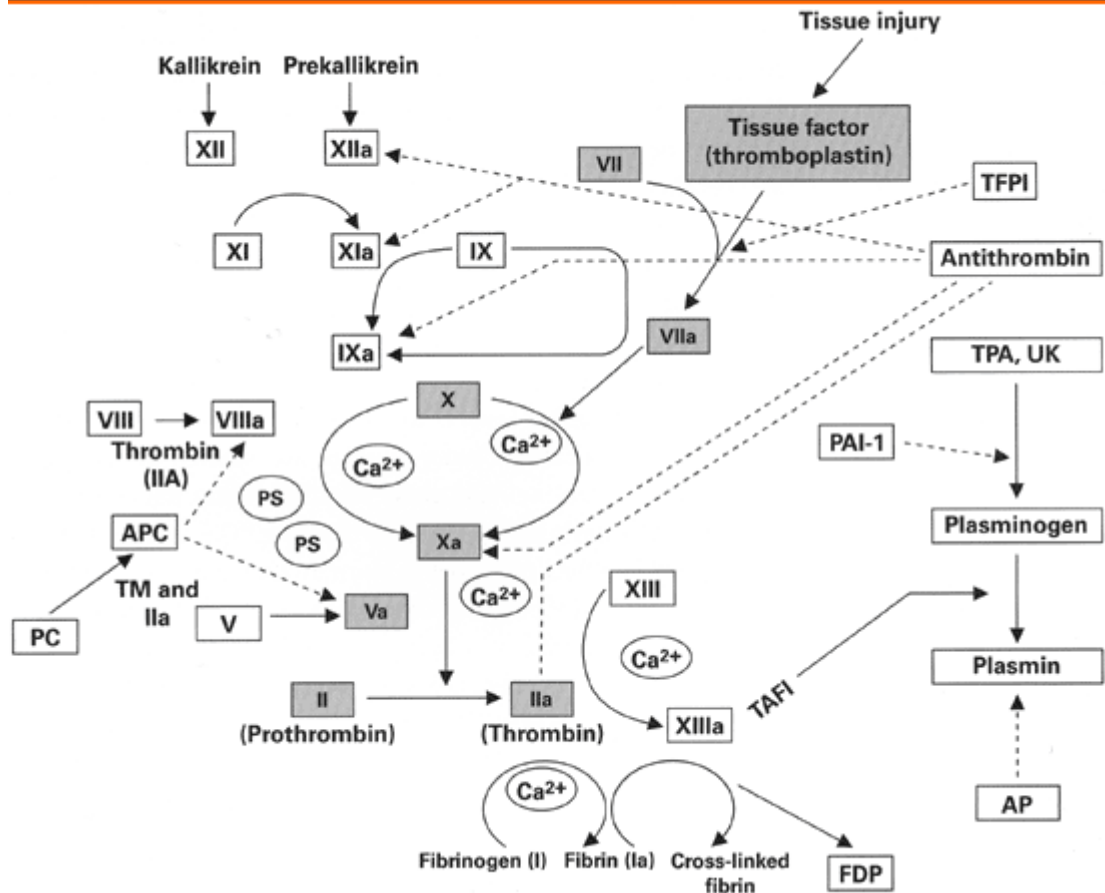 Tissue injury
Kallikrein
Prekallikrein
XII
XIIa
VII
Tissue factor
(thromboplastin)
TFPI
XI
XIa
IX
Antithrombin
IXa
VIIa
TPA, UK
X
VIII
VIIIa
Ca2+
Ca2+
PAI-1
Thrombin
(IIA)
PS
APC
PS
Xa
Plasminogen
TM and
IIa
Ca2+
XIII
PC
V
Va
Ca2+
Plasmin
II
IIa
TAFI
(Prothrombin)
(Thrombin)
XIIIa
Ca2+
AP
Fibrinogen (I)
Fibrin (Ia)
Cross-linked
fibrin
FDP